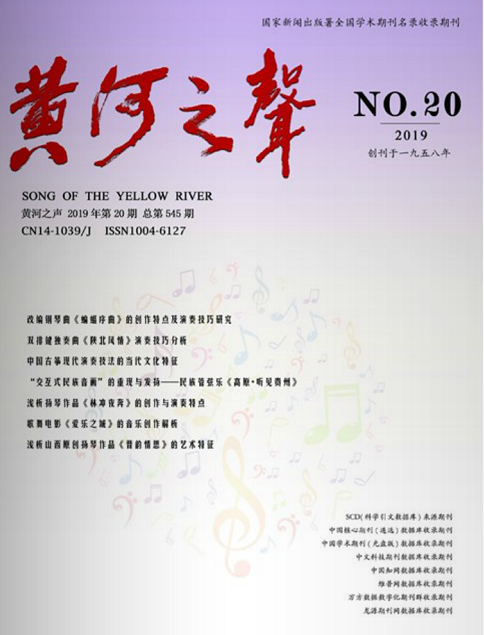 国家新闻出版署全国学术期刊名录收录期刊
黄河之聲
NO.20
2019
创刊于一九五八年
SONG OF THE YELLOW RIVER
黄河之声 2019年第20期 总第545期
CN14-1039/J ISSN1004-6127
改编钢琴曲《蝙蝠序曲》的创作特点及演奏技巧研究
双排键独奏曲《陕北风情》演奏技巧分析
中国古筝现代演奏技法的当代文化特征
“交互式民族音画”的重现与发扬——民族管弦乐《高原·听见贵州》
浅析扬琴作品《林冲夜奔》的创作与演奏特点
歌舞电影《爱乐之城》的音乐创作解析
浅析山西原创扬琴作品《晋韵情思》的艺术特征
SCD(科学引文数据库)来源期刊
中国核心期刊(遴选)数据库收录期刊
中国学术期刊(光盘版)数据库收录期刊
中文科技期刊数据库收录期刊
中国知网数据库收录期刊
维普网数据库收录期刊
万方数据数字化期刊群收录期刊
龙源期刊网数据库收录期刊